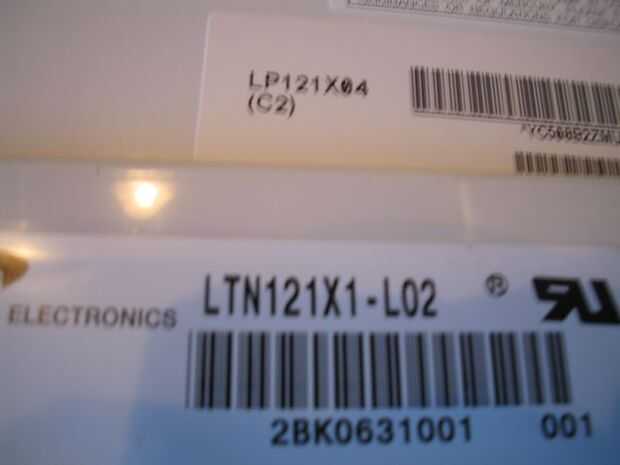 LP121X04
(C2)
LTN121X1-L02 ®
ELECTRONICS
2BK0631001 001